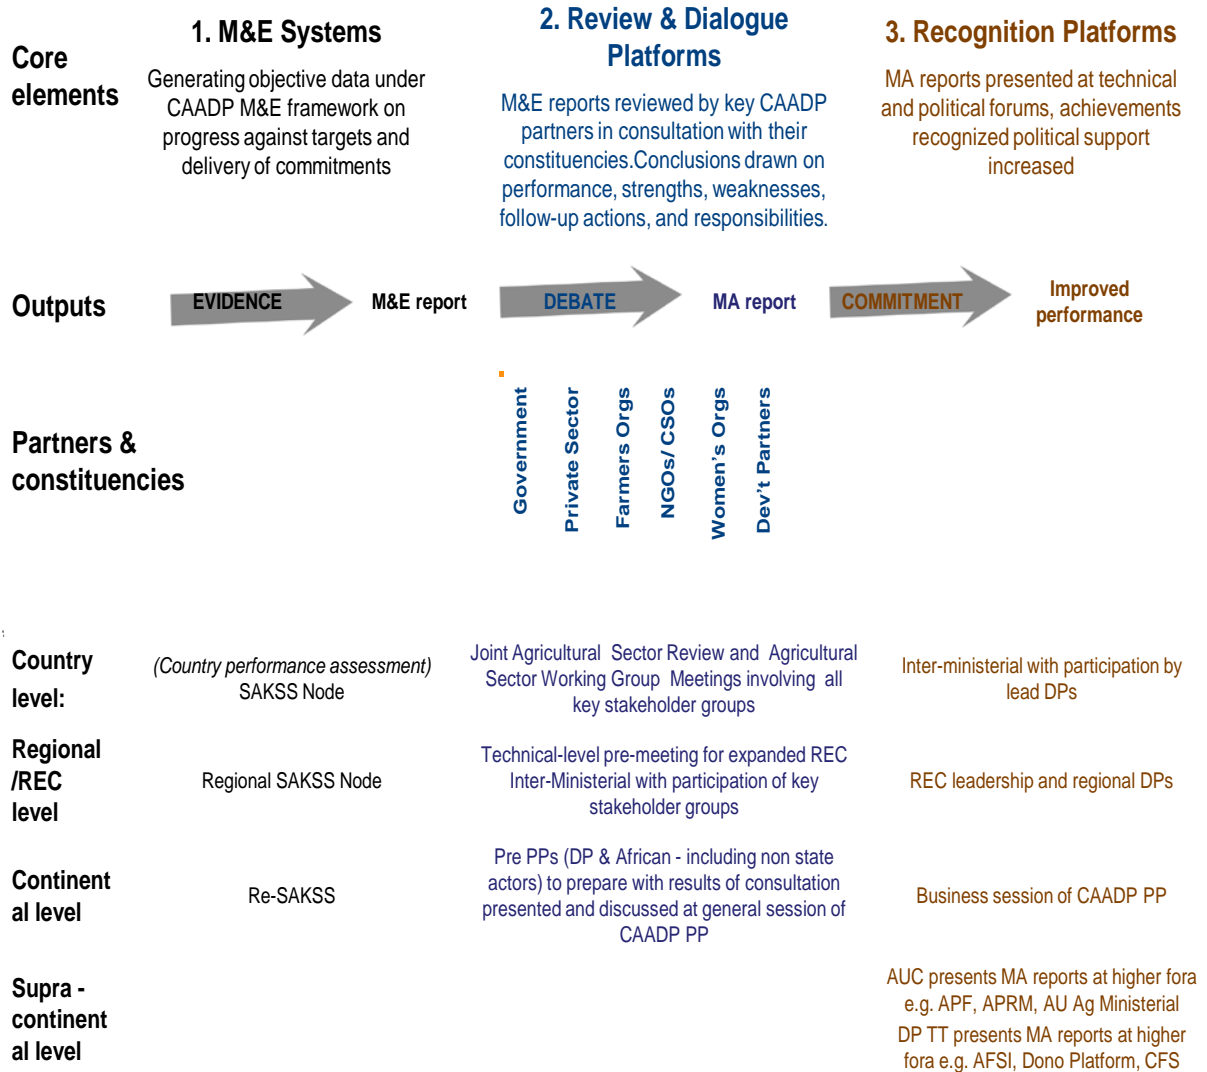 Core
elements
1. M&E Systems
Generating objective data under
CAADP M&E framework on
progress against targets and
delivery of commitments
2. Review & Dialogue
Platforms
M&E reports reviewed by key CAADP
partners in consultation with their
constituencies.Conclusions drawn on
performance, strengths, weaknesses,
follow-up actions, and responsibilities.
3. Recognition Platforms
MA reports presented at technical
and political forums, achievements
recognized political support
increased
Outputs
EVIDENCE
M&E report
DEBATE
MA report
COMMITMENT
Improved
performance
Partners &
constituencies
Government
Private Sector
Farmers Orgs
NGOs/ CSOs
Women's Orgs
Dev't Partners
Country
level:
(Country performance assessment)
SAKSS Node
Joint Agricultural Sector Review and Agricultural
Sector Working Group Meetings involving all
key stakeholder groups
Inter-ministerial with participation by
lead DPs
Regional
/REC
level
Regional SAKSS Node
Technical-level pre-meeting for expanded REC
Inter-Ministerial with participation of key
stakeholder groups
REC leadership and regional DPs
Continent
al level
Re-SAKSS
Pre PPs (DP & African - including non state
actors) to prepare with results of consultation
presented and discussed at general session of
CAADP PP
Business session of CAADP PP
Supra -
continent
al level
AUC presents MA reports at higher fora
e.g. APF, APRM, AU Ag Ministerial
DP TT presents MA reports at higher
fora e.g. AFSI, Dono Platform, CFS